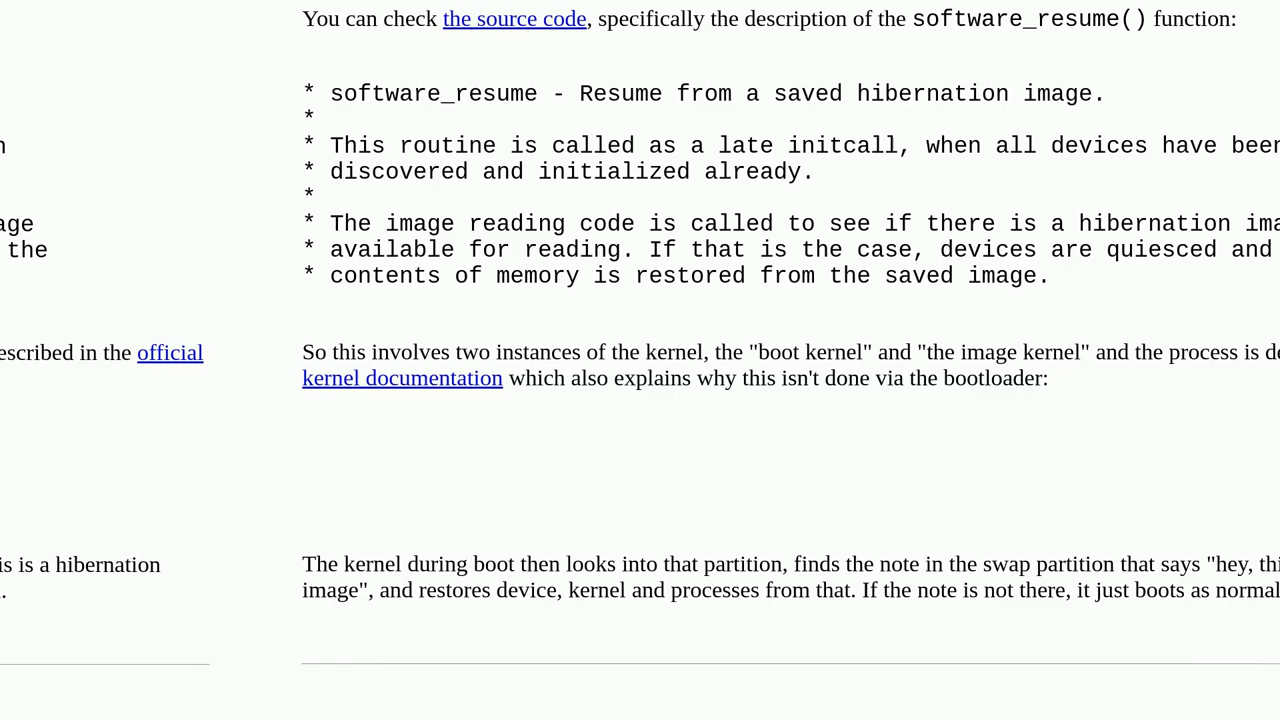 You can check the source code, specifically the description of the software_resume() function:
* software_resume - Resume from a saved hibernation image.
*
* This routine is called as a late initcall, when all devices have been
* discovered and initialized already.
*
age
* The image reading code is called to see if there is a hibernation ima
the
* available for reading. If that is the case, devices are quiesced and
* contents of memory is restored from the saved image.
escribed in the official
So this involves two instances of the kernel, the "boot kernel" and "the image kernel" and the process is de
kernel documentation which also explains why this isn't done via the bootloader:
is is a hibernation
The kernel during boot then looks into that partition, finds the note in the swap partition that says "hey, thi
image", and restores device, kernel and processes from that. If the note is not there, it just boots as normal